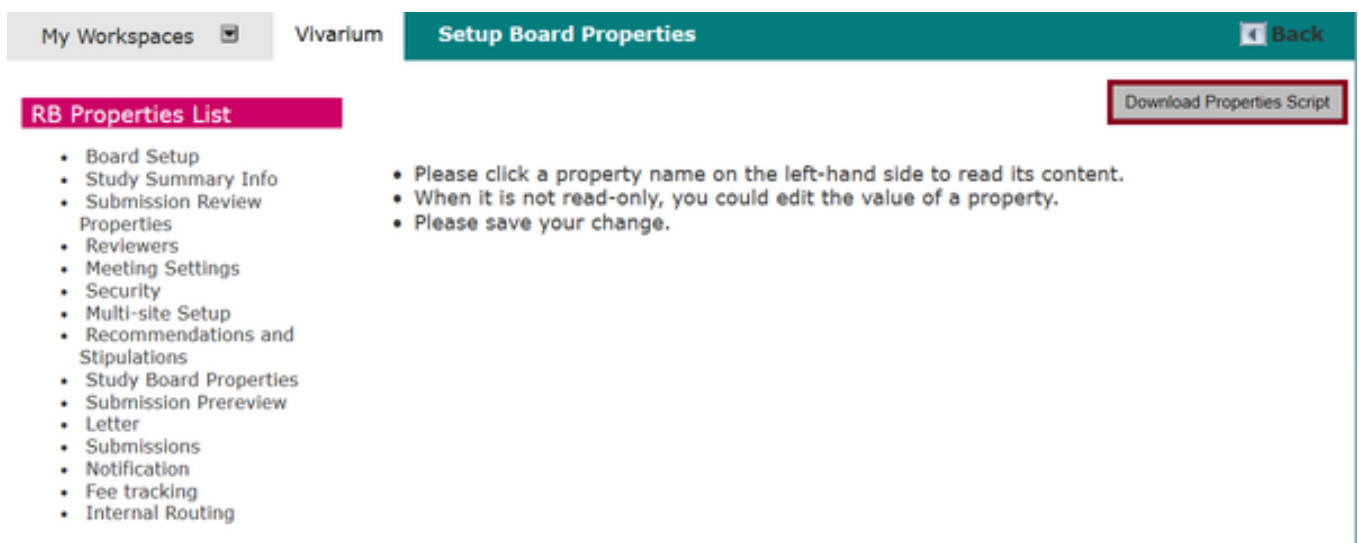 My Workspaces
Vivarium
Setup Board Properties
Back
Download Properties Script
RB Properties List
• Board Setup
• Study Summary Info
• Submission Review
Properties
• Reviewers
• Meeting Settings
• Security
• Multi-site Setup
• Recommendations and
Stipulations
• Study Board Properties
• Submission Prereview
• Letter
• Submissions
• Notification
• Fee tracking
• Internal Routing
• Please click a property name on the left-hand side to read its content.
• When it is not read-only, you could edit the value of a property.
• Please save your change.